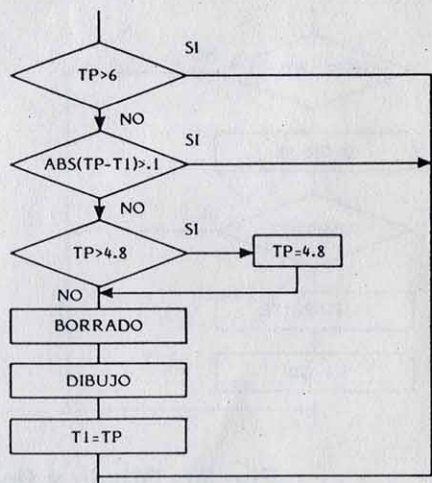 SI
TP>6
NO
SI
ABS(TP-T1)>.1
NO
SI
TP>4.8
TP=4.8
NO
BORRADO
DIBUJO
T1=TP